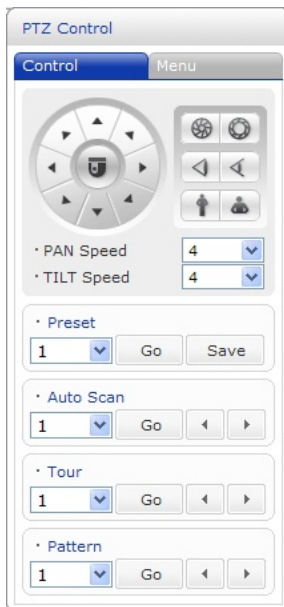 PTZ Control
Control Menu
· PAN Speed 4
· TILT Speed 4
· Preset
1 Go Save
· Auto Scan
1 Go
· Tour
1 Go
· Pattern
1 Go